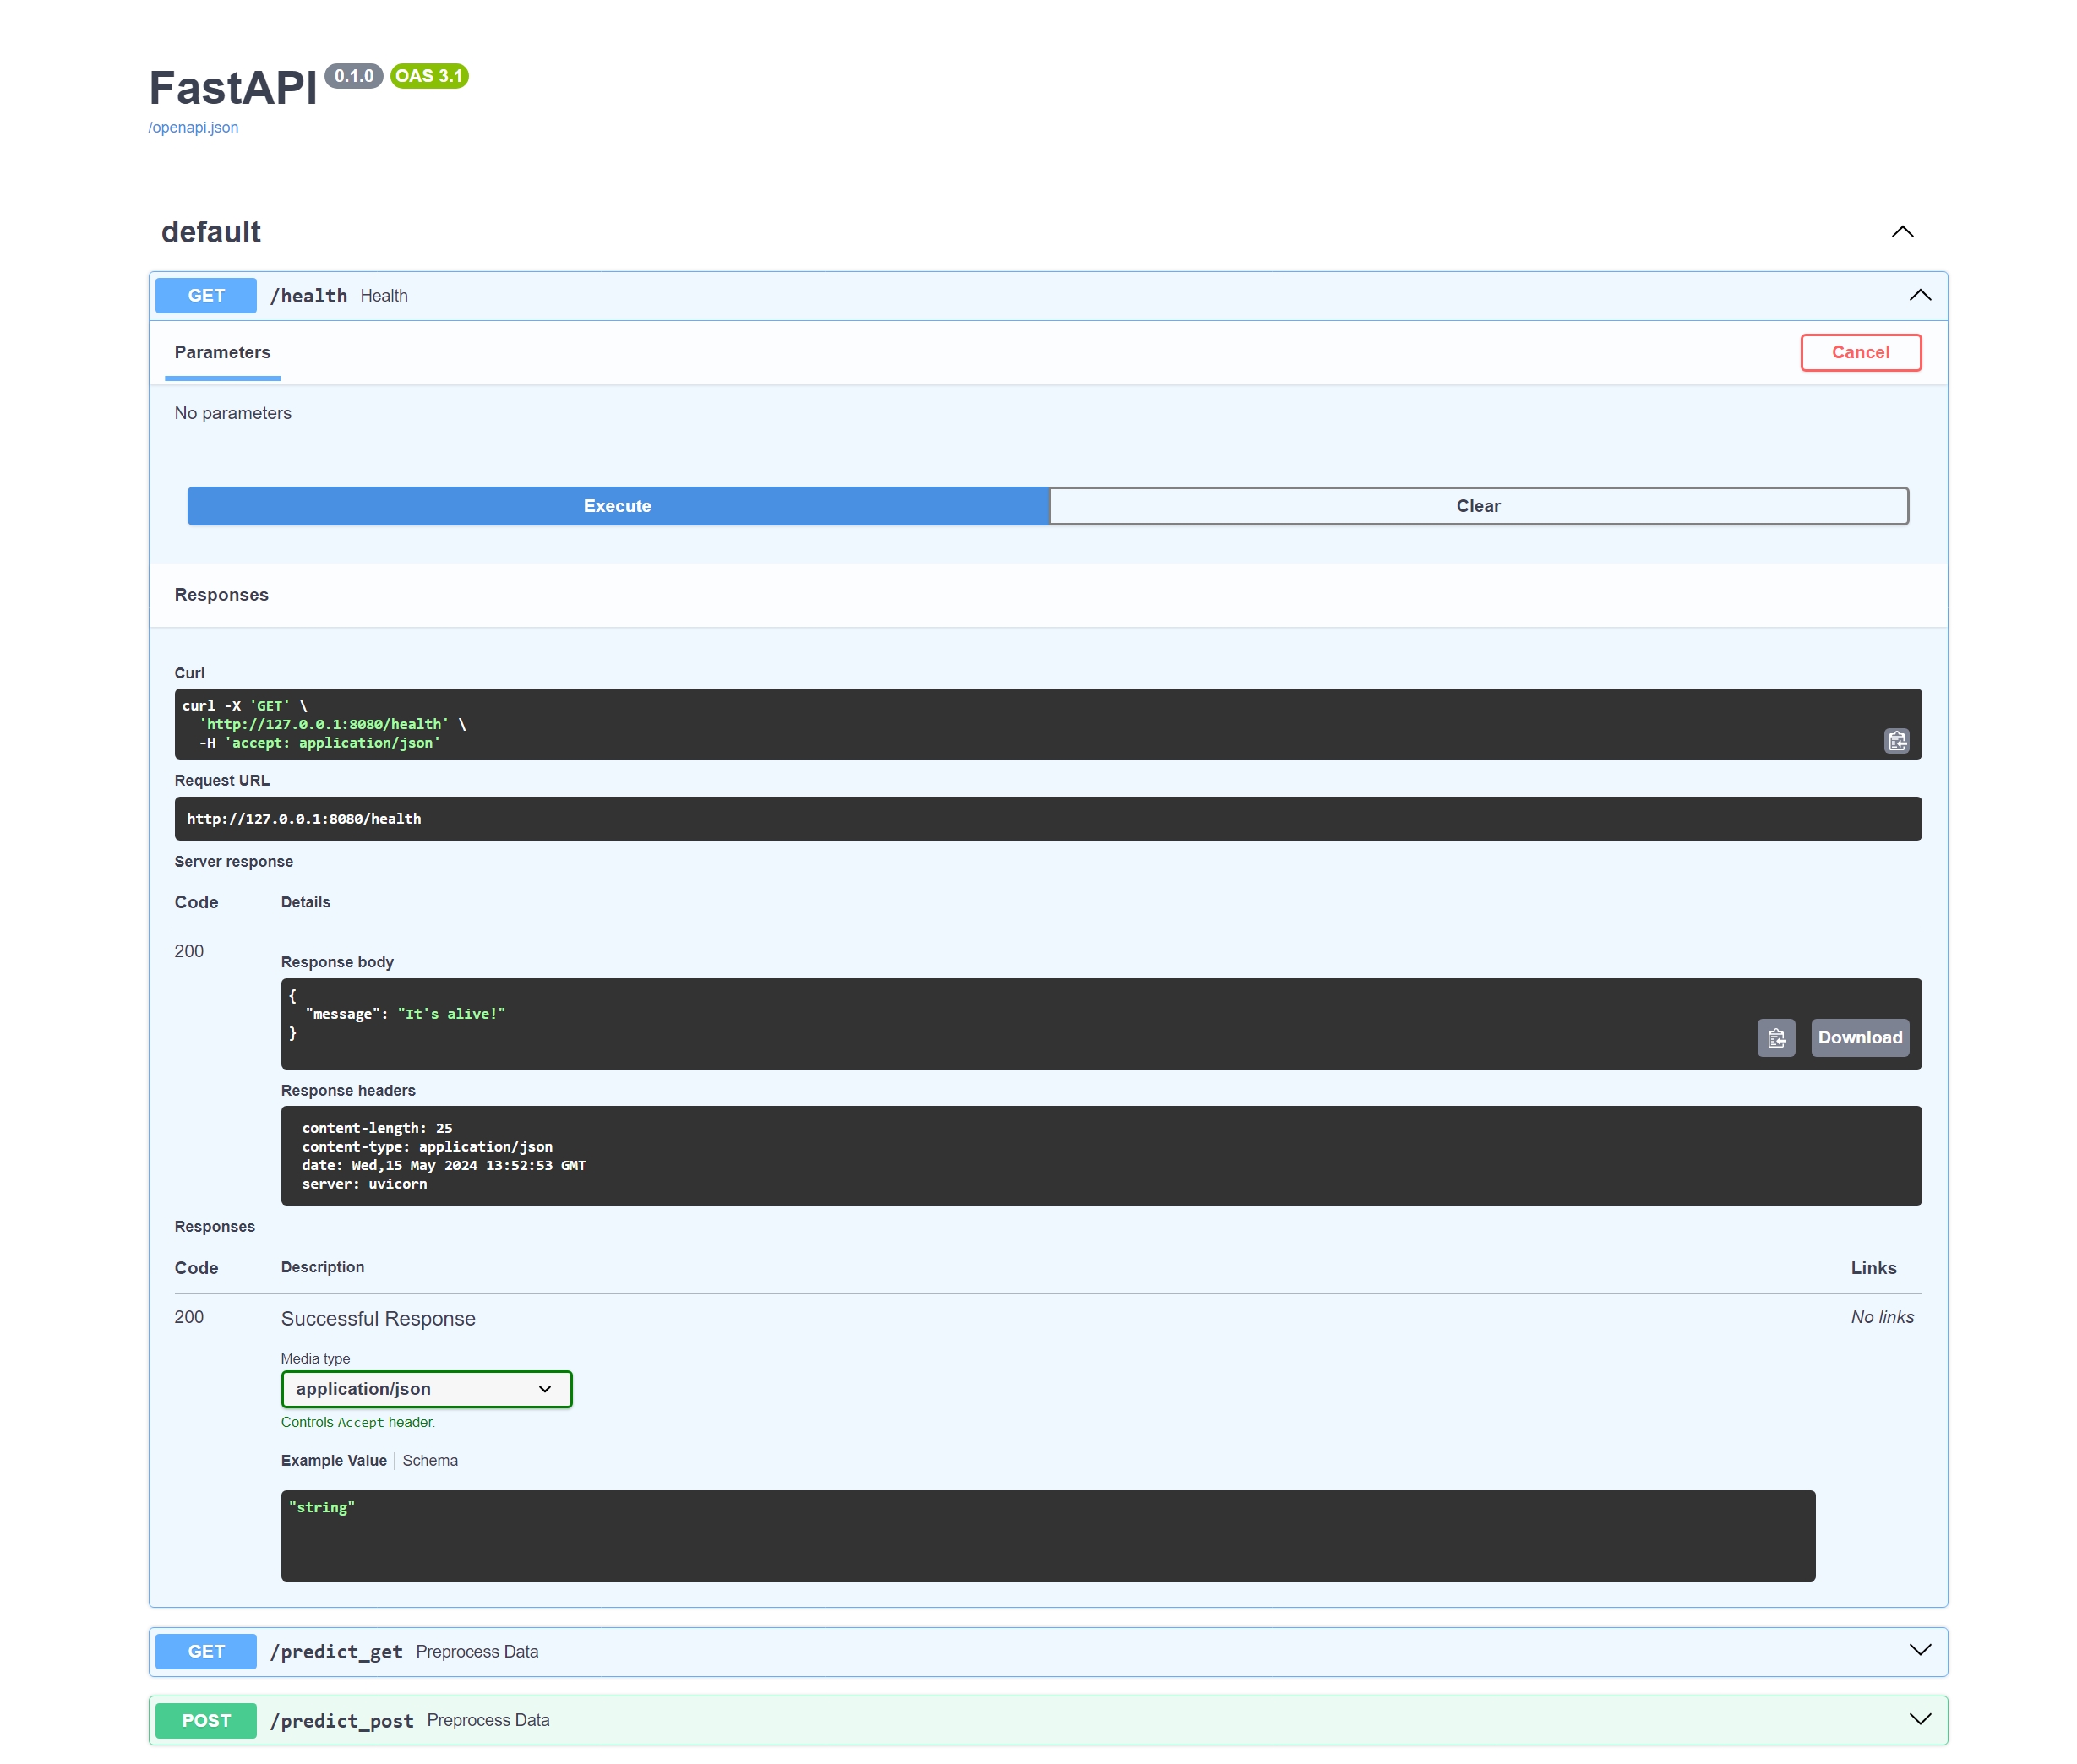 FastAPI 0.1.0 OAS 3.1
/openapi.json
default
GET /health Health
Parameters Cancel
No parameters
Execute Clear
Responses
Curl
curl -X 'GET' \
  'http://127.0.0.1:8080/health' \
  -H 'accept: application/json'
Request URL
http://127.0.0.1:8080/health
Server response
Code Details
200
Response body
{
  "message": "It's alive!"
}
Download
Response headers
content-length: 25
content-type: application/json
date: Wed,15 May 2024 13:52:53 GMT
server: uvicorn
Responses
Code Description Links
200 Successful Response No links
Media type
application/json
Controls Accept header.
Example Value Schema
"string"
GET /predict_get Preprocess Data
POST /predict_post Preprocess Data